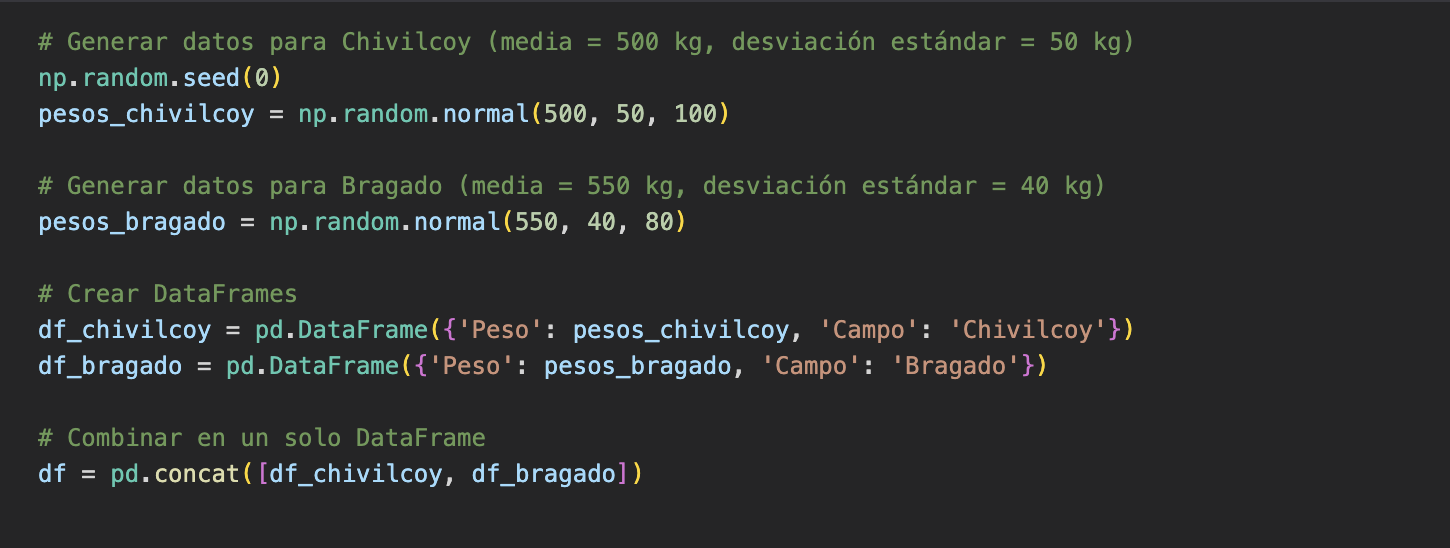 # Generar datos para Chivilcoy (media = 500 kg, desviación estándar = 50 kg)
np.random.seed(0)
pesos_chivilcoy = np.random.normal(500, 50, 100)
# Generar datos para Bragado (media = 550 kg, desviación estándar = 40 kg)
pesos_bragado = np.random.normal(550, 40, 80)
# Crear DataFrames
df_chivilcoy = pd.DataFrame({'Peso': pesos_chivilcoy, 'Campo': 'Chivilcoy'})
df_bragado = pd.DataFrame({'Peso': pesos_bragado, 'Campo': 'Bragado'})
# Combinar en un solo DataFrame
df = pd.concat([df_chivilcoy, df_bragado])